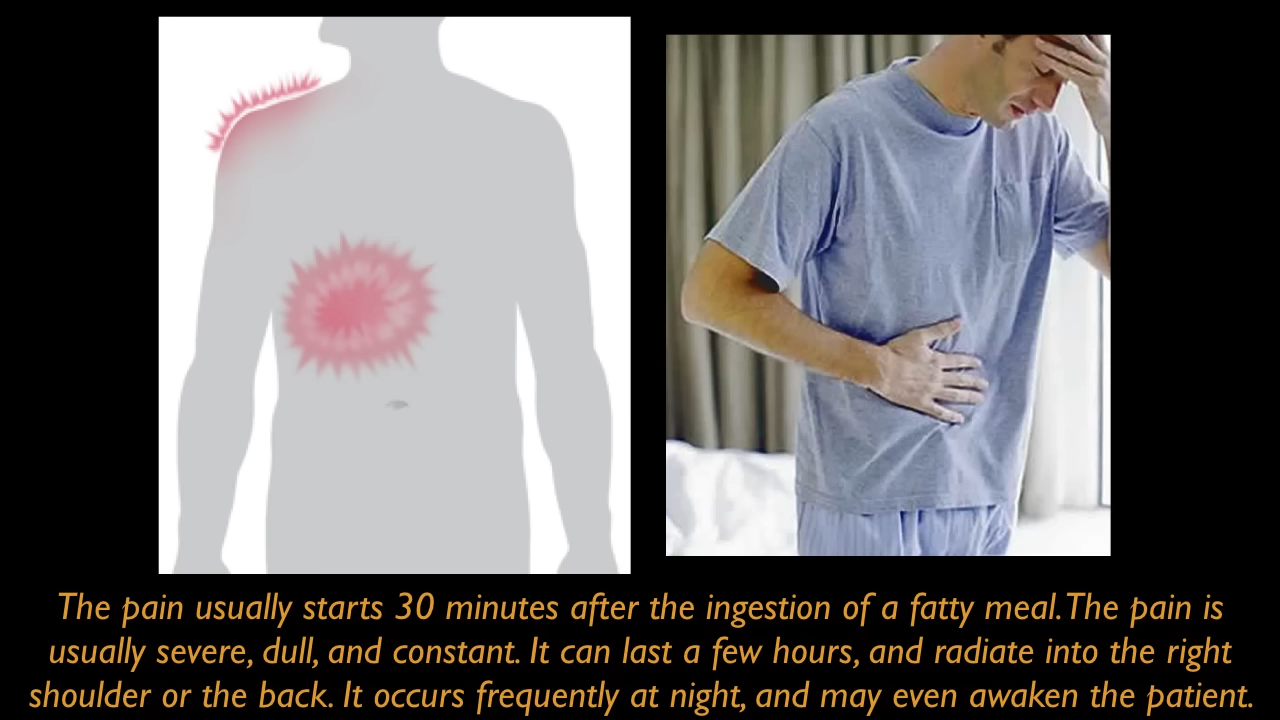 The pain usually starts 30 minutes after the ingestion of a fatty meal. The pain is
usually severe, dull, and constant. It can last a few hours, and radiate into the right
shoulder or the back. It occurs frequently at night, and may even awaken the patient.